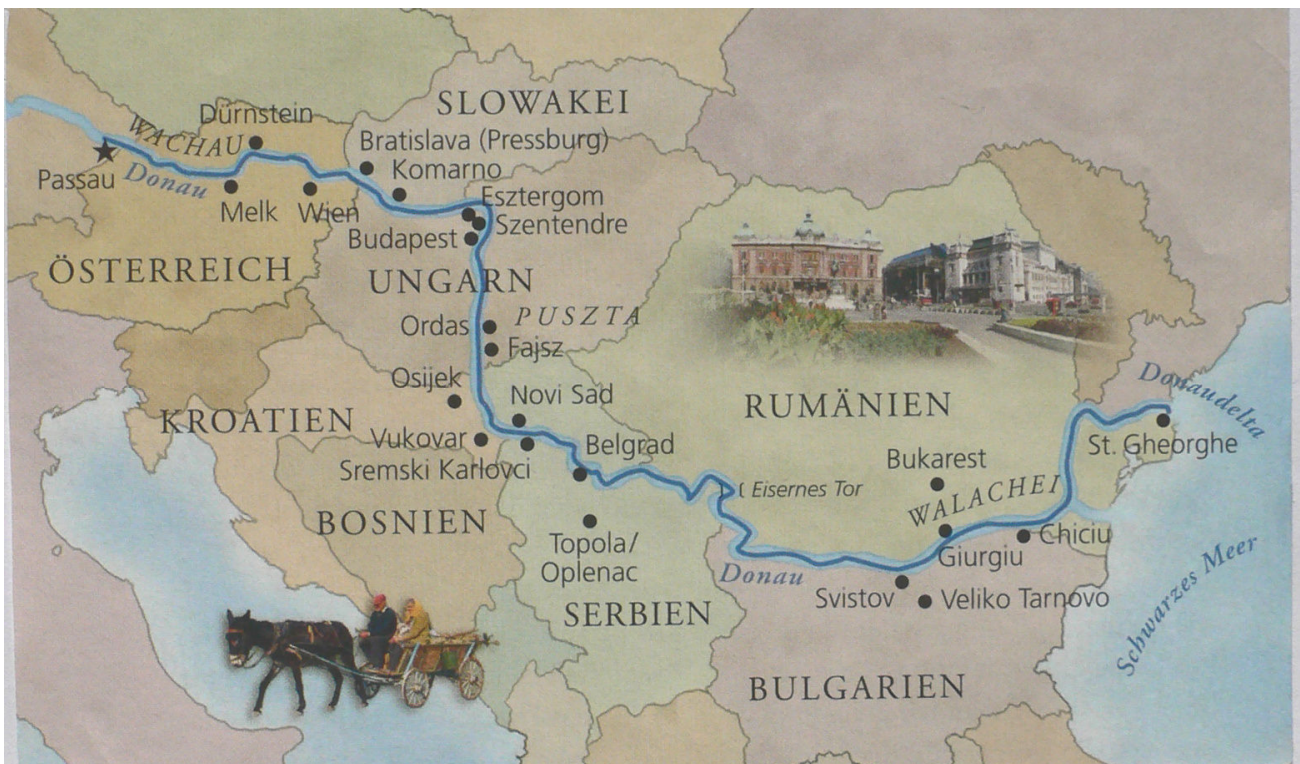 SLOWAKEI
Dürnstein
WACHAU
Bratislava (Pressburg)
Komarno
Passau
Donau
Esztergom
Melk
Wien
Szentendre
Budapest
ÖSTERREICH
UNGARN
Ordas
PUSZTA
Fajsz
Osijek
Novi Sad
Donaudelta
KROATIEN
RUMÄNIEN
Vukovar
Belgrad
St. Gheorghe
Sremski Karlovci
Bukarest
Eisernes Tor
WALACHEI
BOSNIEN
Chiciu
Topola/
Oplenac
Giurgiu
Donau
Svistov
Veliko Tarnovo
SERBIEN
Schwarzes Meer
BULGARIEN